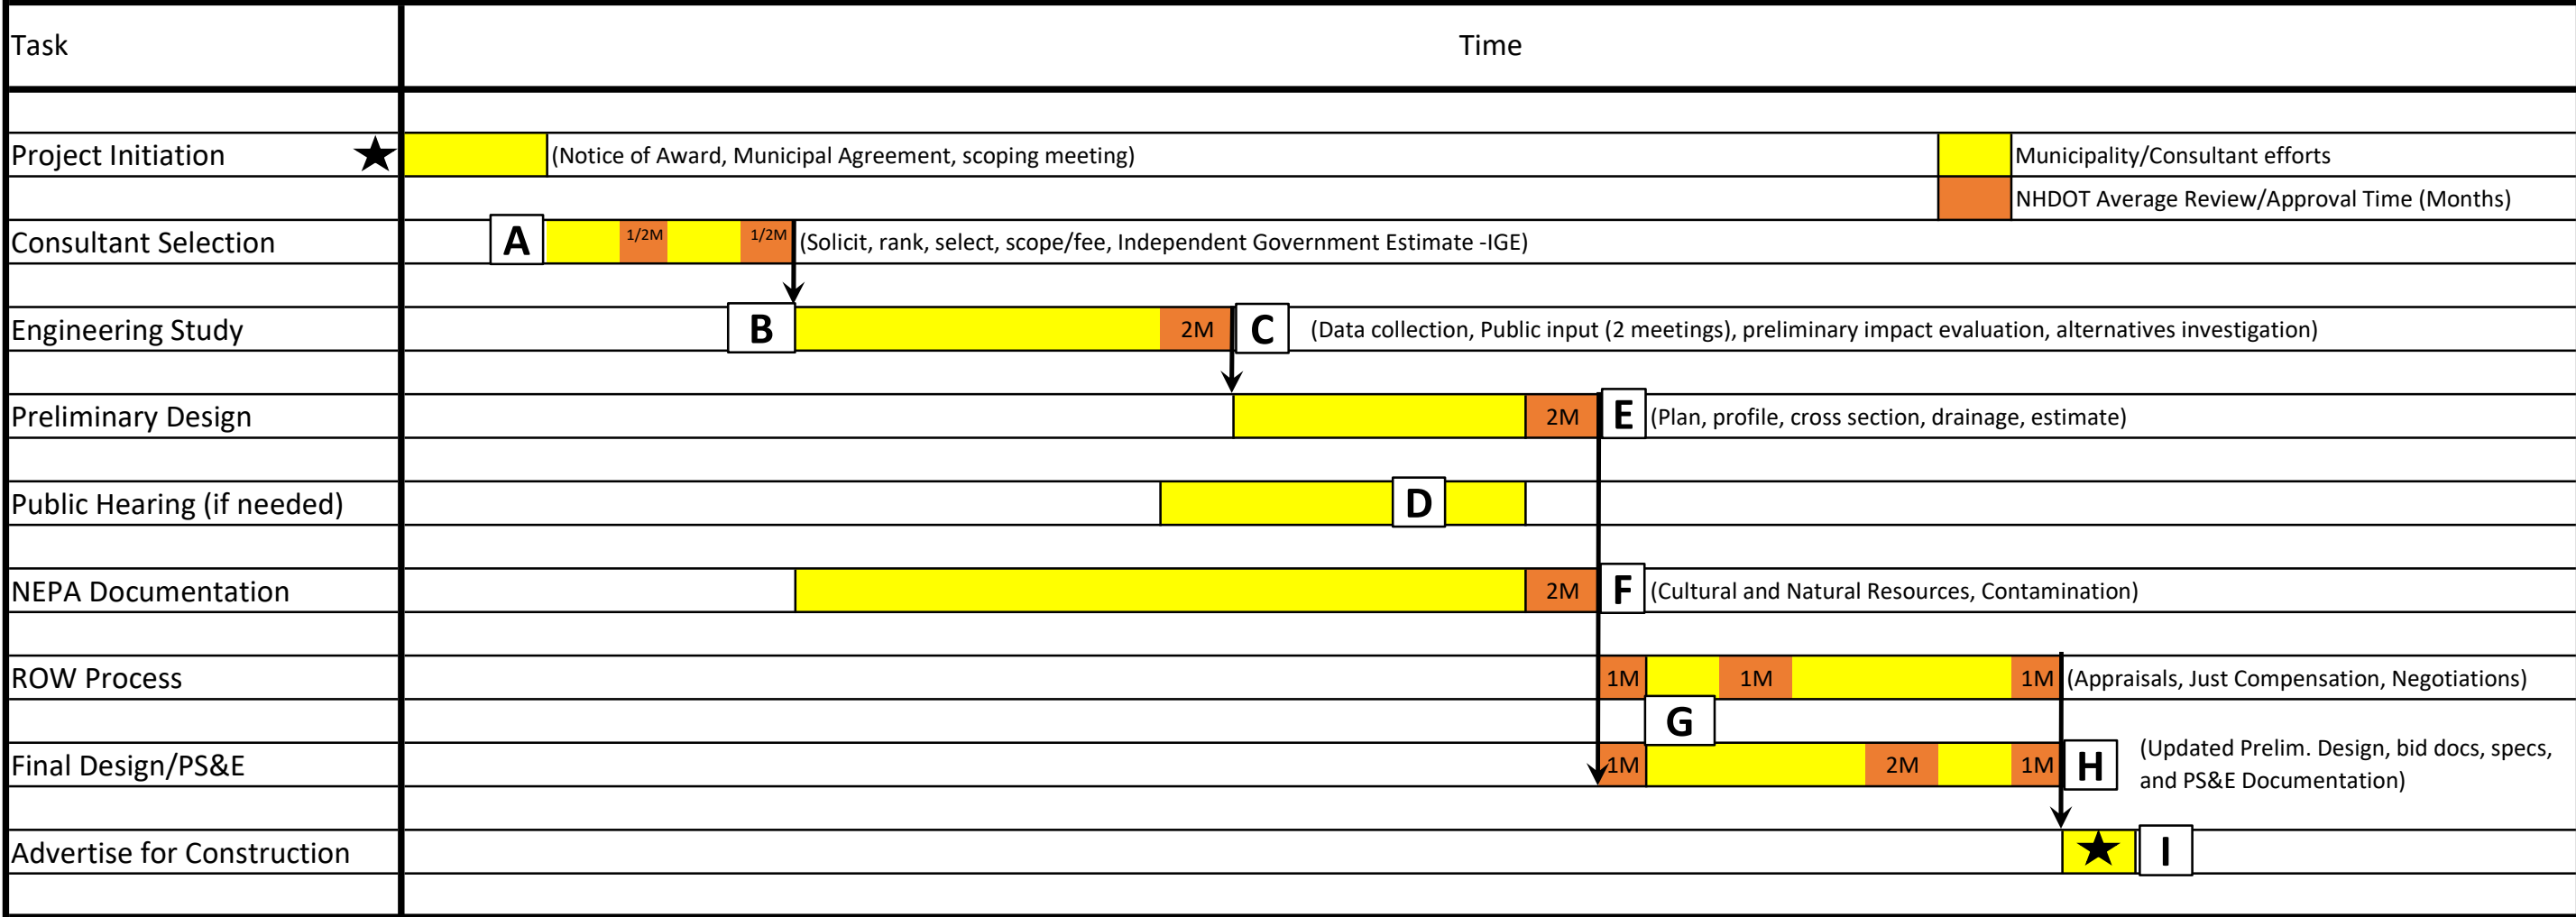 Task
Time
Project Initiation
(Notice of Award, Municipal Agreement, scoping meeting)
Municipality/Consultant efforts
NHDOT Average Review/Approval Time (Months)
Consultant Selection
A
1/2M
1/2M
(Solicit, rank, select, scope/fee, Independent Government Estimate -IGE)
Engineering Study
B
2M
C
(Data collection, Public input (2 meetings), preliminary impact evaluation, alternatives investigation)
Preliminary Design
2M
E
(Plan, profile, cross section, drainage, estimate)
Public Hearing (if needed)
D
NEPA Documentation
2M
F
(Cultural and Natural Resources, Contamination)
ROW Process
1M
1M
1M
(Appraisals, Just Compensation, Negotiations)
G
Final Design/PS&E
1M
2M
1M
H
(Updated Prelim. Design, bid docs, specs,
and PS&E Documentation)
Advertise for Construction
I